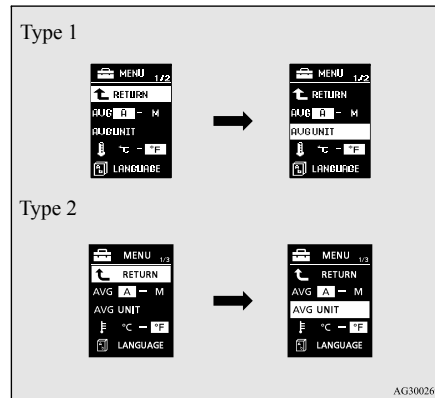 Type 1
MENU 1/2
RETURN
AVG A - M
AVG UNIT
°C - °F
LANGUAGE
MENU 1/2
RETURN
AVG A - M
AVG UNIT
°C - °F
LANGUAGE
Type 2
MENU 1/3
RETURN
AVG A - M
AVG UNIT
°C - °F
LANGUAGE
MENU 1/3
RETURN
AVG A - M
AVG UNIT
°C - °F
LANGUAGE
AG30026